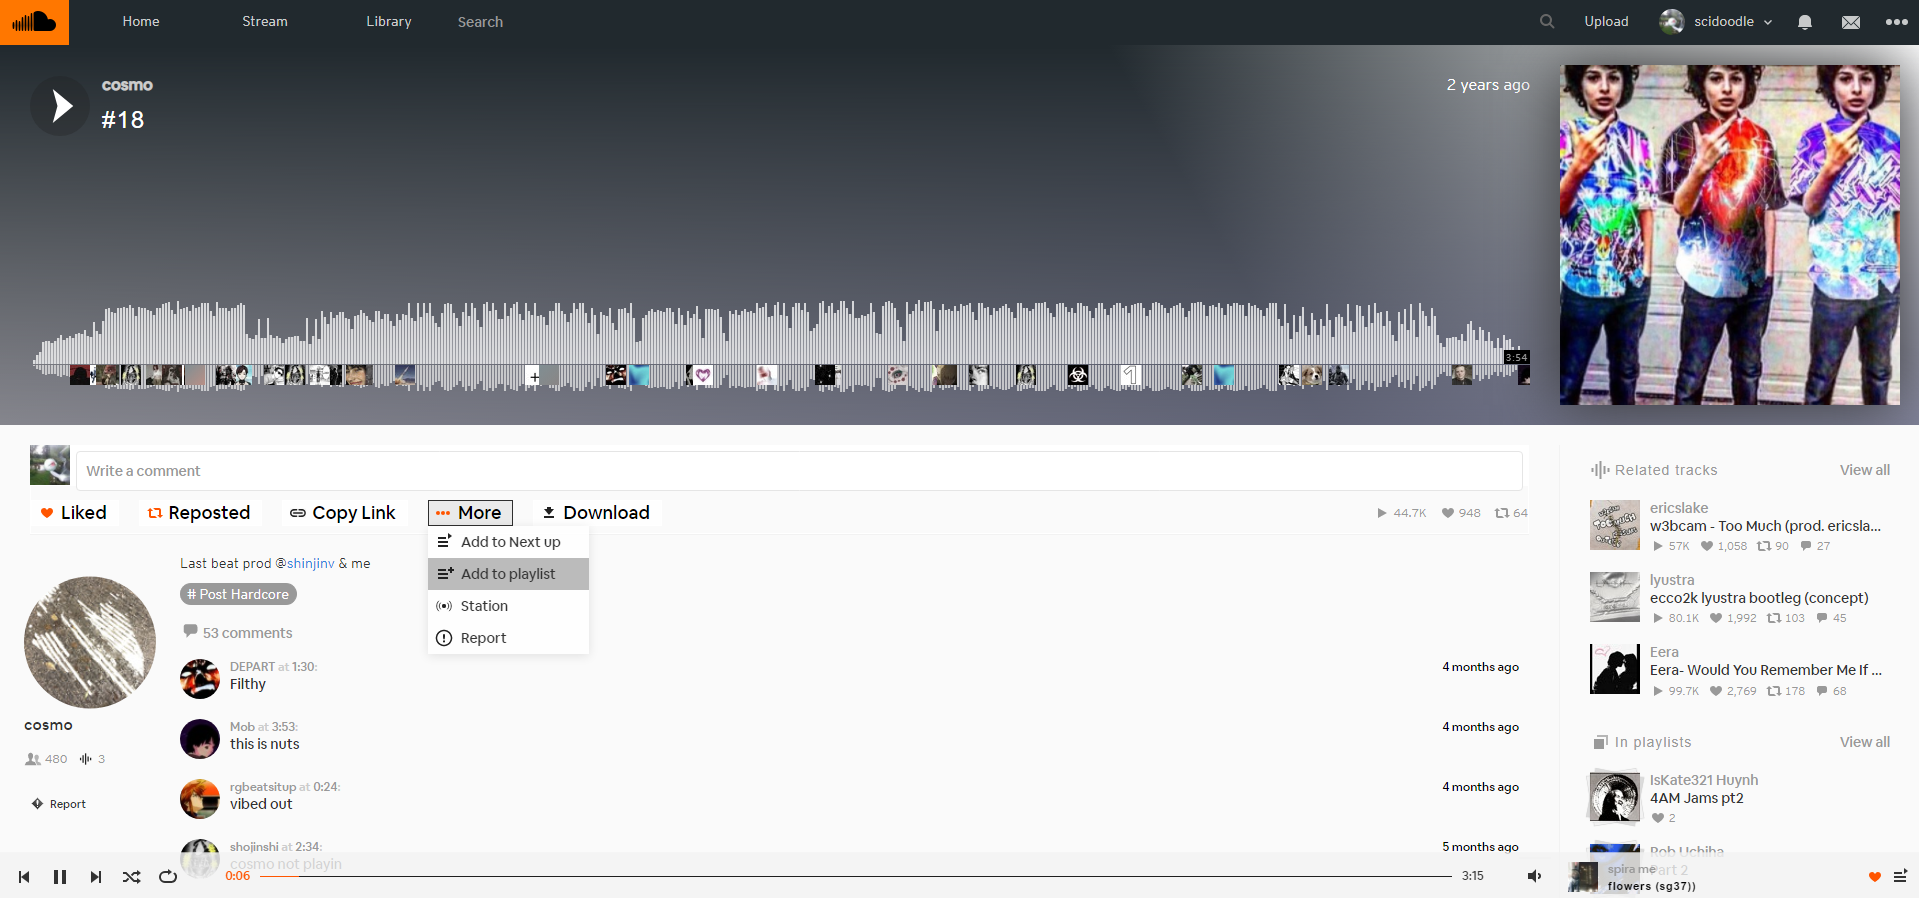 Home Stream Library Search Upload scidoodle
cosmo
2 years ago
#18
3:54
Write a comment
Liked Reposted Copy Link More Download
44.7K 948 64
Add to Next up
Add to playlist
Station
Report
Last beat prod @shinjinv & me
# Post Hardcore
53 comments
DEPART at 1:30:
Filthy
4 months ago
Mob at 3:53:
this is nuts
4 months ago
rgbeatsitup at 0:24:
vibed out
4 months ago
shojinshi at 2:34:
cosmo not playin
5 months ago
cosmo
480 3
Report
Related tracks View all
ericslake
w3bcam - Too Much (prod. ericsla...
57K 1,058 90 27
lyustra
ecco2k lyustra bootleg (concept)
80.1K 1,992 103 45
Eera
Eera- Would You Remember Me If ...
99.7K 2,769 178 68
In playlists View all
IsKate321 Huynh
4AM Jams pt2
2
Rob Uchiha
Part 2
0:06 3:15
spira me
flowers (sg37))